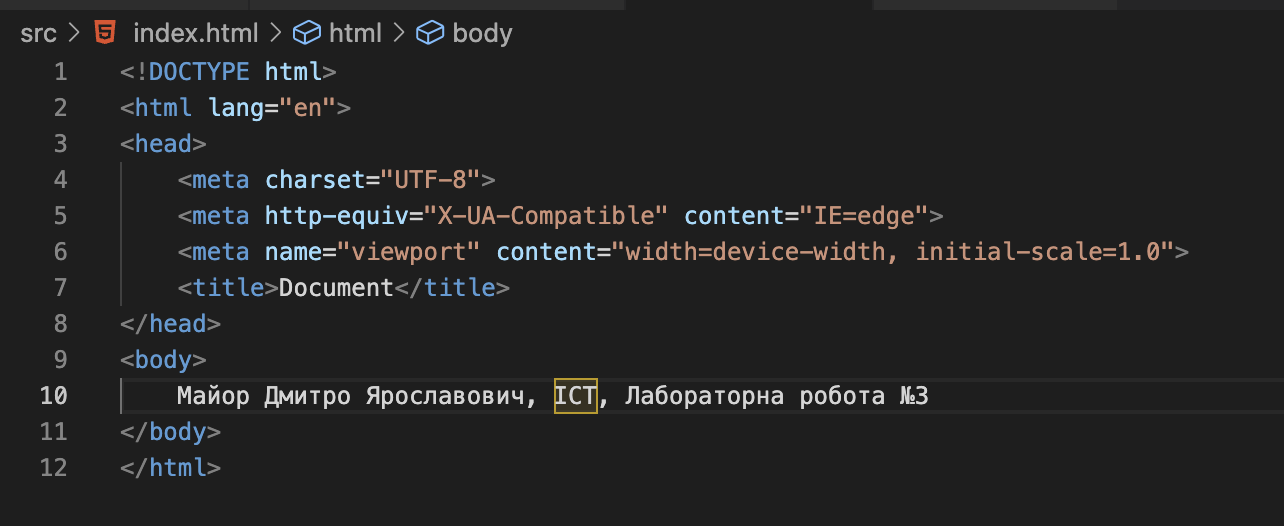 src > index.html > html > body
1 <!DOCTYPE html>
2 <html lang="en">
3 <head>
4 <meta charset="UTF-8">
5 <meta http-equiv="X-UA-Compatible" content="IE=edge">
6 <meta name="viewport" content="width=device-width, initial-scale=1.0">
7 <title>Document</title>
8 </head>
9 <body>
10 Майор Дмитро Ярославович, ІСТ, Лабораторна робота №3
11 </body>
12 </html>